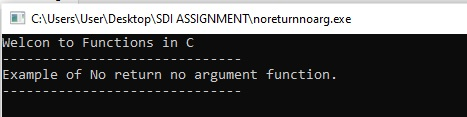 C:\Users\User\Desktop\SDI ASSIGNMENT\noreturnnoarg.exe
Welcon to Functions in C
------------------------------
Example of No return no argument function.
------------------------------